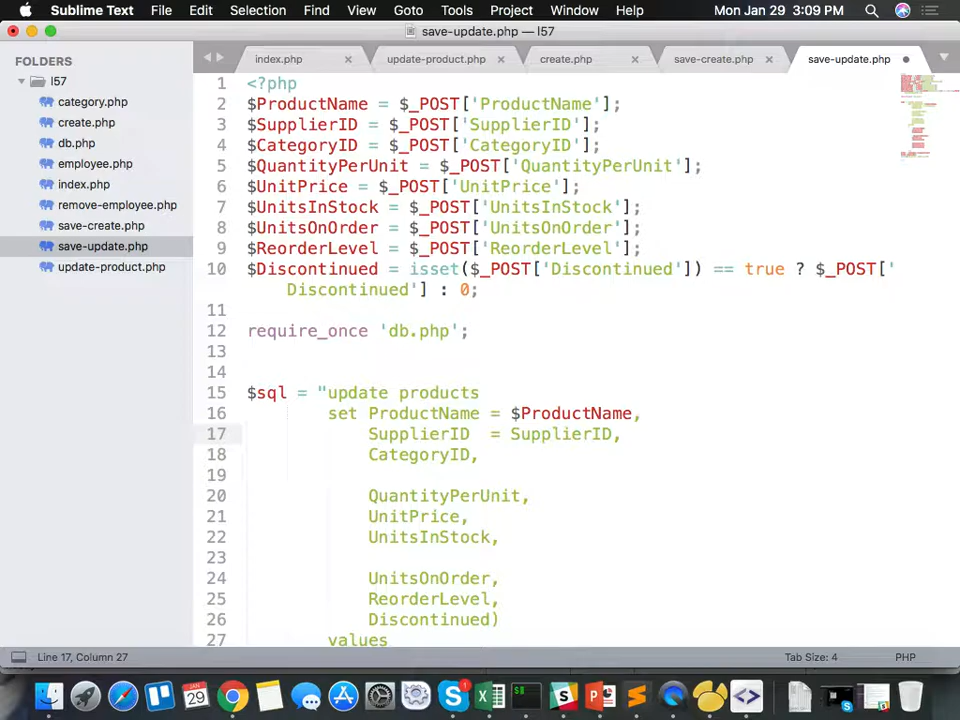 Sublime Text File Edit Selection Find View Goto Tools Project Window Help Mon Jan 29 3:09 PM
save-update.php — l57
FOLDERS
l57
category.php
create.php
db.php
employee.php
index.php
remove-employee.php
save-create.php
save-update.php
update-product.php
index.php × update-product.php × create.php × save-create.php × save-update.php
1 <?php
2 $ProductName = $_POST['ProductName'];
3 $SupplierID = $_POST['SupplierID'];
4 $CategoryID = $_POST['CategoryID'];
5 $QuantityPerUnit = $_POST['QuantityPerUnit'];
6 $UnitPrice = $_POST['UnitPrice'];
7 $UnitsInStock = $_POST['UnitsInStock'];
8 $UnitsOnOrder = $_POST['UnitsOnOrder'];
9 $ReorderLevel = $_POST['ReorderLevel'];
10 $Discontinued = isset($_POST['Discontinued']) == true ? $_POST['
Discontinued'] : 0;
11
12 require_once 'db.php';
13
14
15 $sql = "update products
16 set ProductName = $ProductName,
17 SupplierID  = SupplierID,
18 CategoryID,
19
20 QuantityPerUnit,
21 UnitPrice,
22 UnitsInStock,
23
24 UnitsOnOrder,
25 ReorderLevel,
26 Discontinued)
27 values
Line 17, Column 27 Tab Size: 4 PHP
29
1